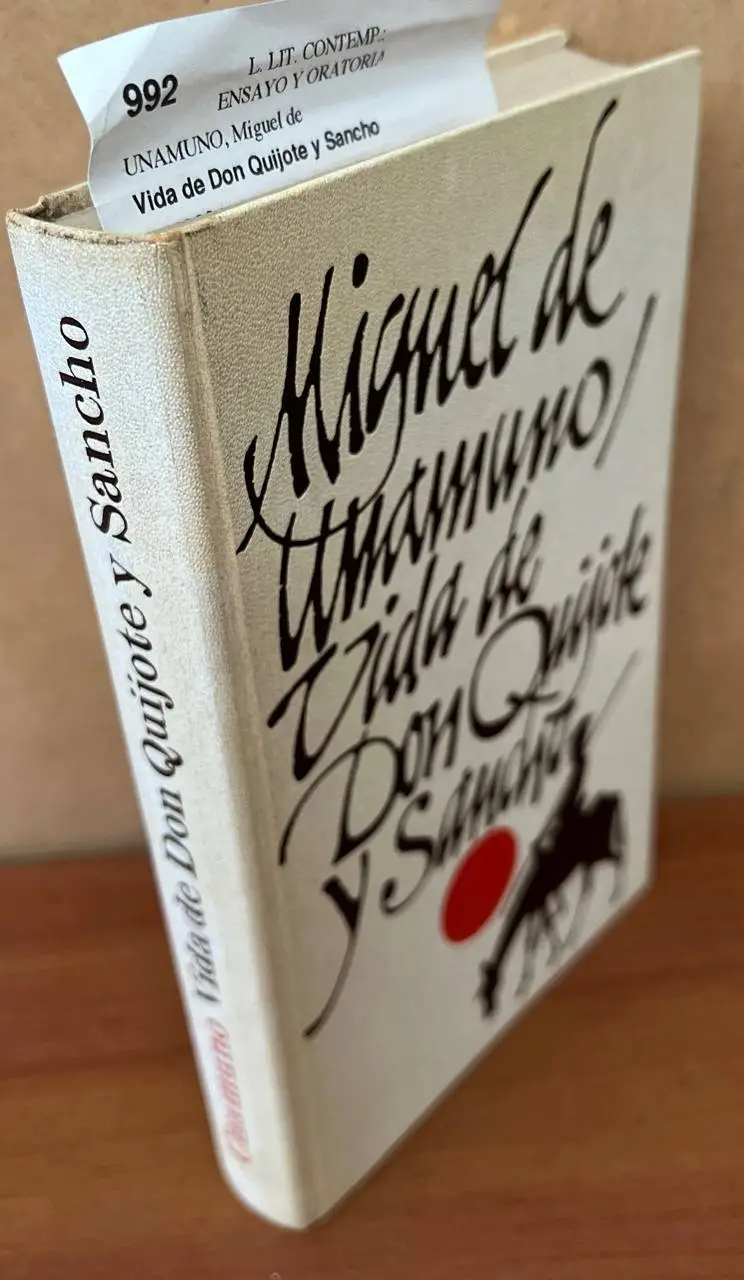 992
L. LIT. CONTEMP.:
ENSAYO Y ORATORIA
UNAMUNO, Miguel de
Vida de Don Quijote y Sancho
Miguel de
Unamuno/
Vida de
Don Quijote
y Sancho
Unamuno Vida de Don Quijote y Sancho